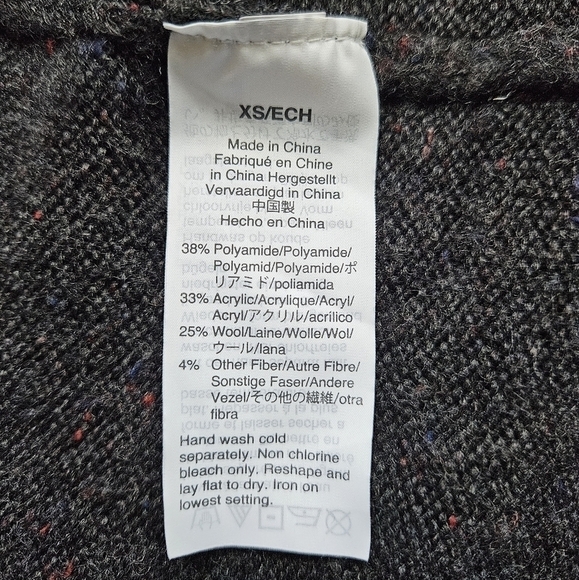 XS/ECH
Made in China
Fabriqué en Chine
in China Hergestellt
Vervaardigd in China
中国製
Hecho en China
38% Polyamide/Polyamide/
Polyamid/Polyamide/ポ
リアミド/poliamida
33% Acrylic/Acrylique/Acryl/
Acryl/アクリル/acrilico
25% Wool/Laine/Wolle/Wol/
ウール/lana
4% Other Fiber/Autre Fibre/
Sonstige Faser/Andere
Vezel/その他の繊維/otra
fibra
Hand wash cold
separately. Non chlorine
bleach only. Reshape and
lay flat to dry. Iron on
lowest setting.